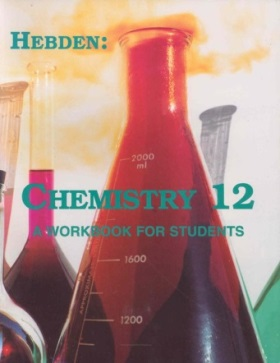 HEBDEN:
2000
ml
CHEMISTRY 12
A WORKBOOK FOR STUDENTS
1600
1200